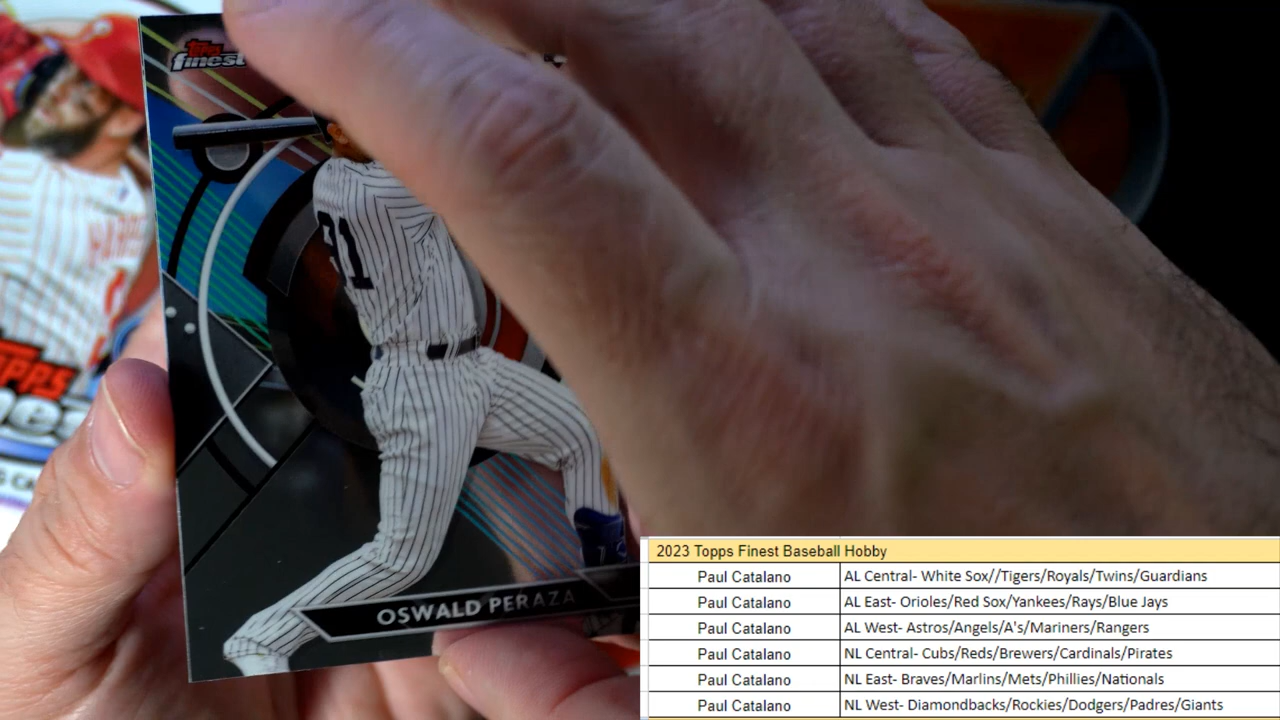 TOPPS
finest
91
OSWALD PERAZA
TOPPS
2023 Topps Finest Baseball Hobby
Paul Catalano AL Central- White Sox//Tigers/Royals/Twins/Guardians
Paul Catalano AL East- Orioles/Red Sox/Yankees/Rays/Blue Jays
Paul Catalano AL West- Astros/Angels/A's/Mariners/Rangers
Paul Catalano NL Central- Cubs/Reds/Brewers/Cardinals/Pirates
Paul Catalano NL East- Braves/Marlins/Mets/Phillies/Nationals
Paul Catalano NL West- Diamondbacks/Rockies/Dodgers/Padres/Giants